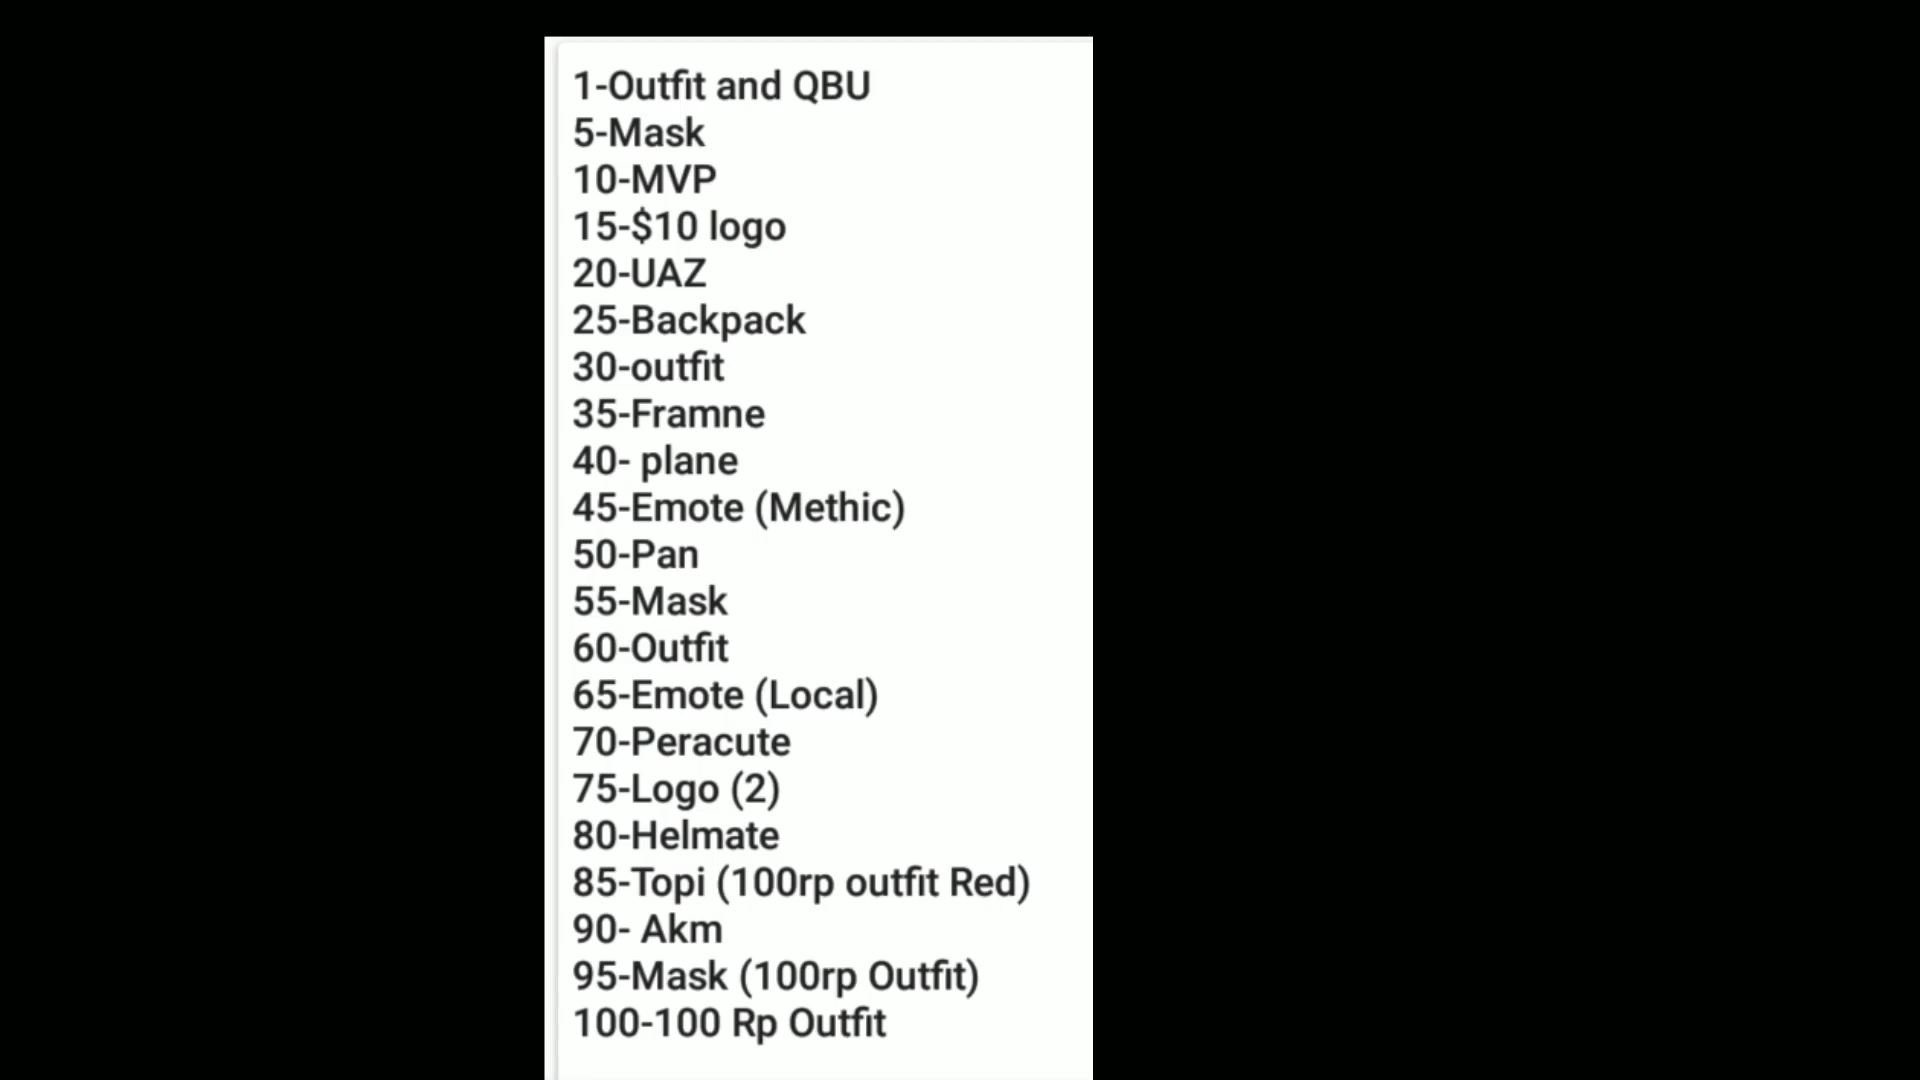 1-Outfit and QBU
5-Mask
10-MVP
15-$10 logo
20-UAZ
25-Backpack
30-outfit
35-Framne
40- plane
45-Emote (Methic)
50-Pan
55-Mask
60-Outfit
65-Emote (Local)
70-Peracute
75-Logo (2)
80-Helmate
85-Topi (100rp outfit Red)
90- Akm
95-Mask (100rp Outfit)
100-100 Rp Outfit